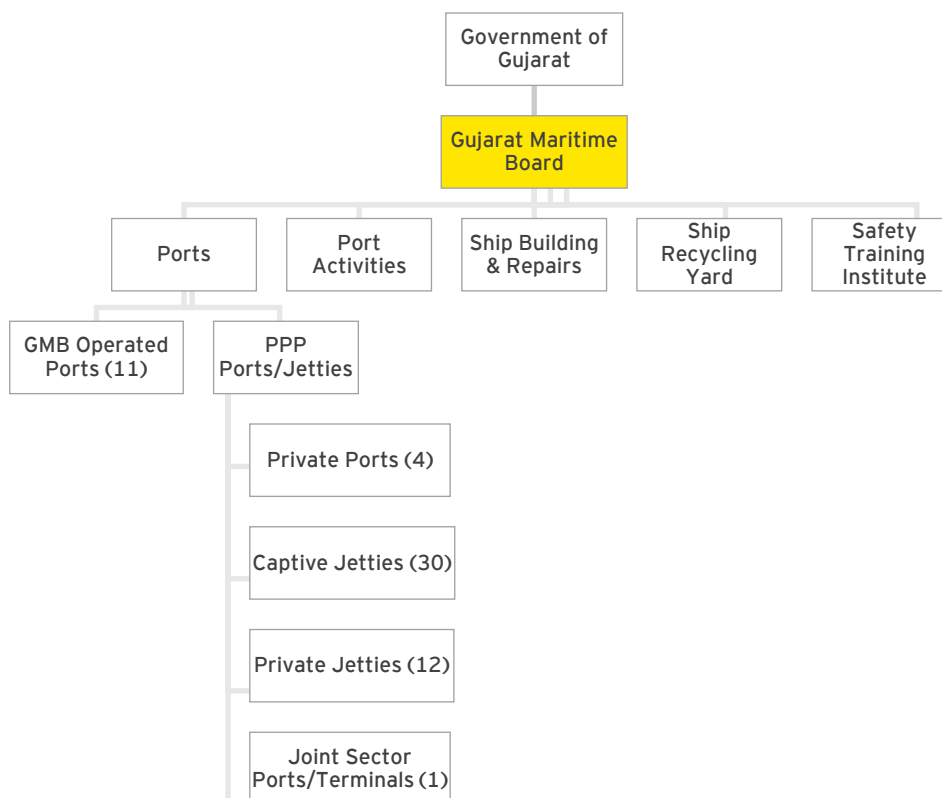 Government of
Gujarat
Gujarat Maritime
Board
Ports
Port
Activities
Ship Building
& Repairs
Ship
Recycling
Yard
Safety
Training
Institute
GMB Operated
Ports (11)
PPP
Ports/Jetties
Private Ports (4)
Captive Jetties (30)
Private Jetties (12)
Joint Sector
Ports/Terminals (1)